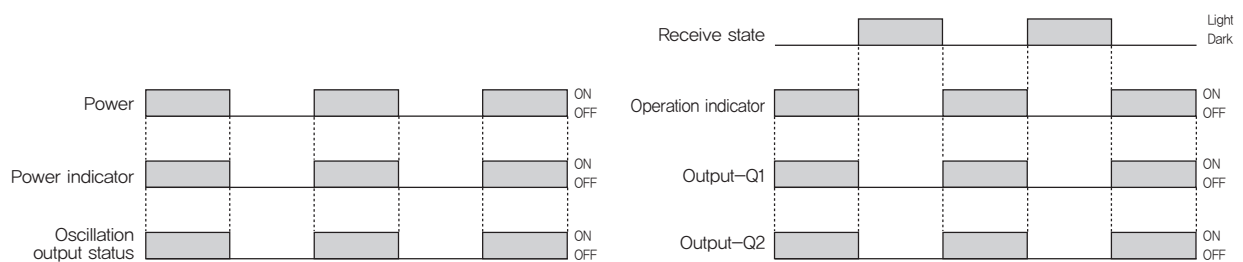 Power
ON
OFF
Power indicator
ON
OFF
Oscillation
output status
ON
OFF
Receive state
Light
Dark
Operation indicator
ON
OFF
Output-Q1
ON
OFF
Output-Q2
ON
OFF